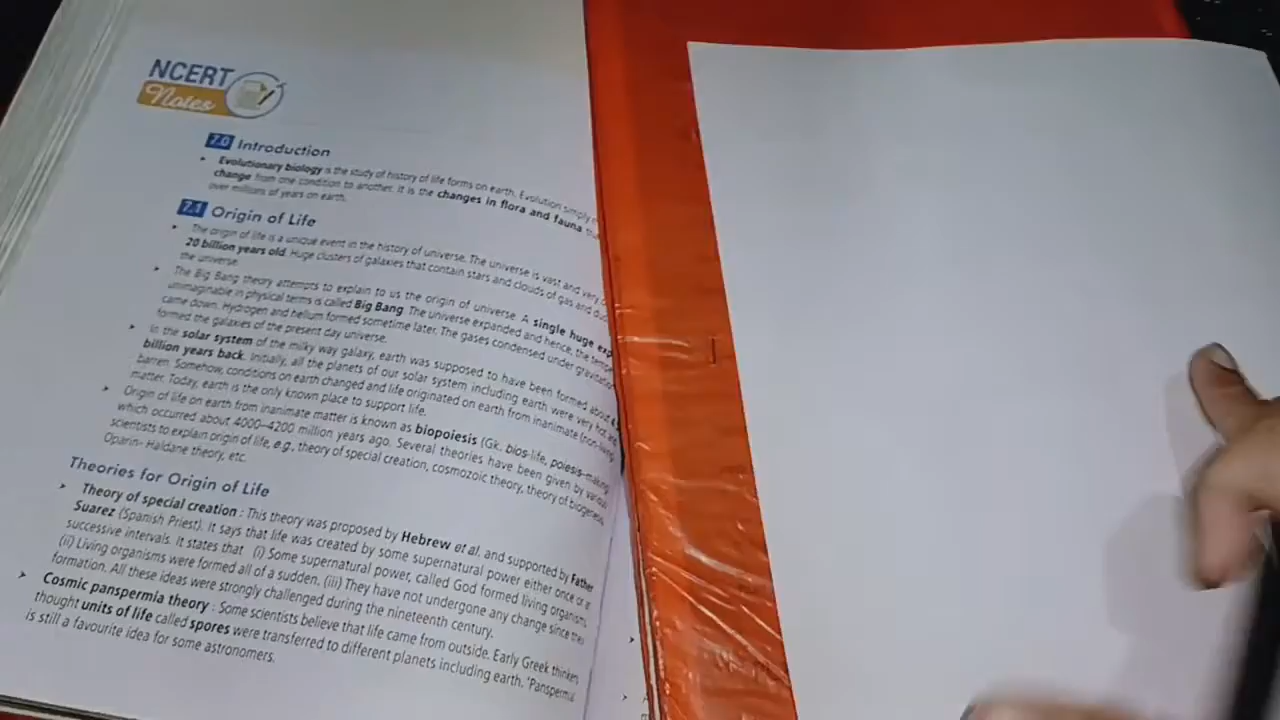 NCERT
Notes
7.0 Introduction
Evolutionary biology is the study of history of life forms on earth. Evolution simply
change from one condition to another. It is the changes in flora and fauna
over millions of years on earth.
7.1 Origin of Life
The origin of life is a unique event in the history of universe. The universe is vast and very
20 billion years old. Huge clusters of galaxies that contain stars and clouds of gas and
the universe.
The Big Bang theory attempts to explain to us the origin of universe. A single huge
unimaginable in physical terms is called Big Bang. The universe expanded and hence, the
came down. Hydrogen and helium formed sometime later. The gases condensed under
formed the galaxies of the present day universe.
In the solar system of the milky way galaxy, earth was supposed to have been formed about
billion years back. Initially, all the planets of our solar system including earth were very hot
barren. Somehow, conditions on earth changed and life originated on earth from inanimate (non-living
matter. Today, earth is the only known place to support life.
Origin of life on earth from inanimate matter is known as biopoiesis (Gk. bios-life, poiesis-making
which occurred about 4000–4200 million years ago. Several theories have been given by various
scientists to explain origin of life, e.g., theory of special creation, cosmozoic theory, theory of biogenesis,
Oparin- Haldane theory, etc.
Theories for Origin of Life
Theory of special creation : This theory was proposed by Hebrew et al, and supported by Father
Suarez (Spanish Priest). It says that life was created by some supernatural power either once or
successive intervals. It states that (i) Some supernatural power, called God formed living organisms
(ii) Living organisms were formed all of a sudden. (iii) They have not undergone any change since
formation. All these ideas were strongly challenged during the nineteenth century.
Cosmic panspermia theory : Some scientists believe that life came from outside. Early Greek thinkers
thought units of life called spores were transferred to different planets including earth. 'Panspermia
is still a favourite idea for some astronomers.